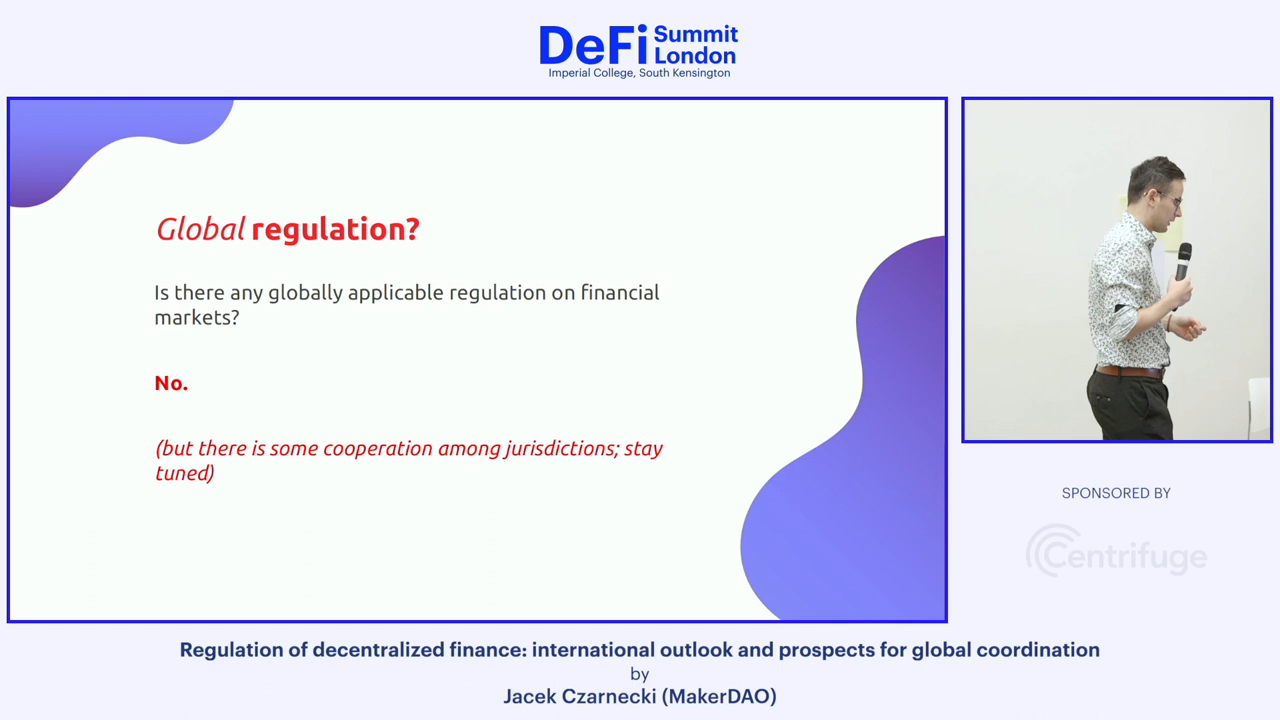 DeFi Summit
London
Imperial College, South Kensington
Global regulation?
Is there any globally applicable regulation on financial
markets?
No.
(but there is some cooperation among jurisdictions; stay
tuned)
SPONSORED BY
Centrifuge
Regulation of decentralized finance: international outlook and prospects for global coordination
by
Jacek Czarnecki (MakerDAO)